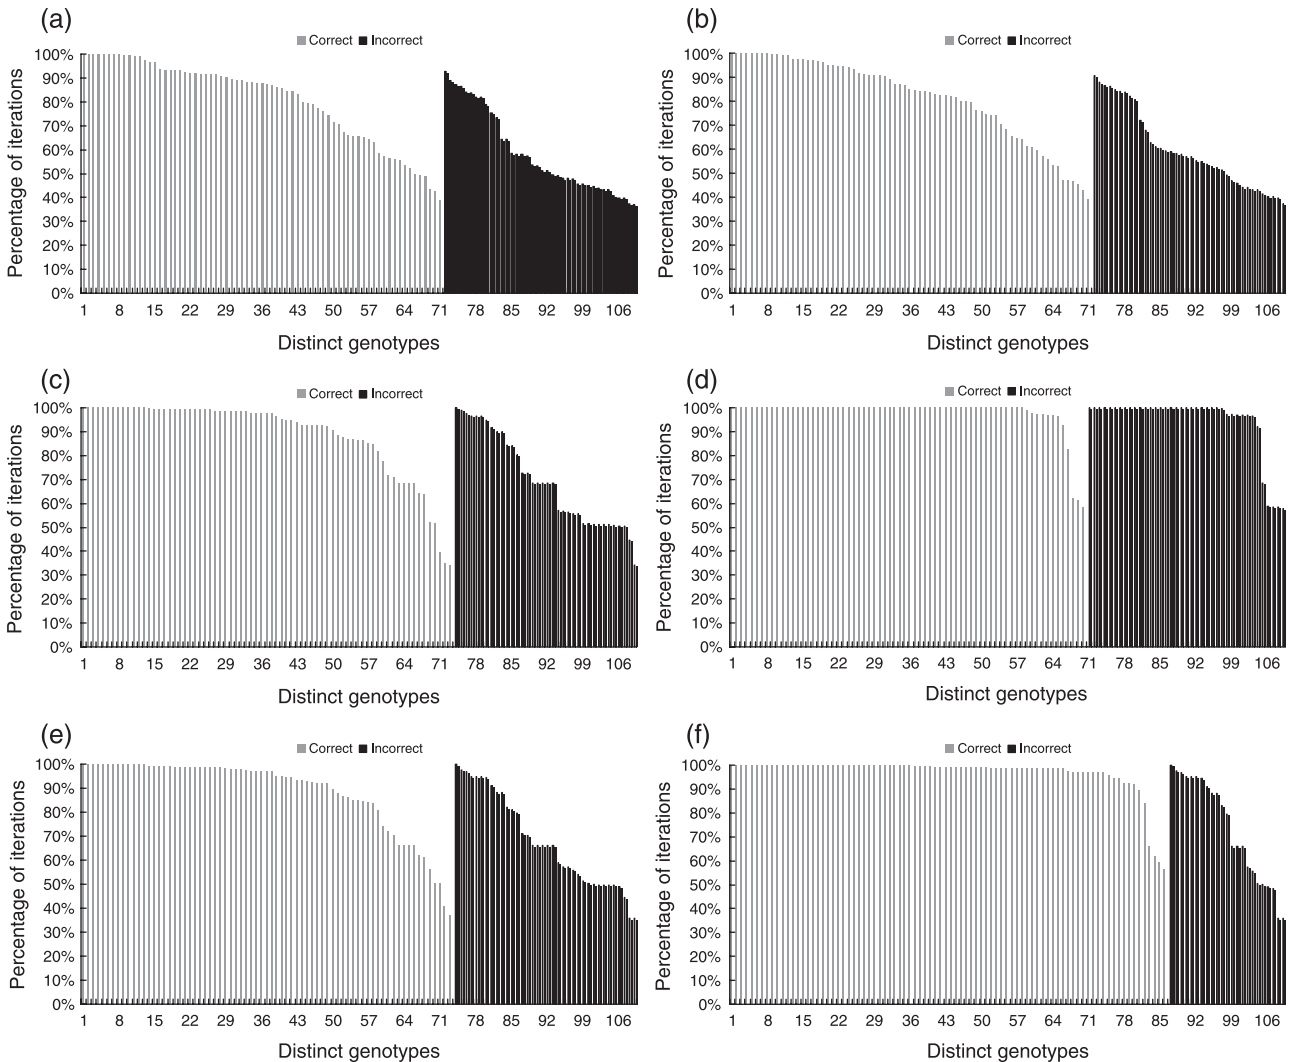 (a)
Correct Incorrect
Percentage of iterations
100%
90%
80%
70%
60%
50%
40%
30%
20%
10%
0%
1 8 15 22 29 36 43 50 57 64 71 78 85 92 99 106
Distinct genotypes
(b)
Correct Incorrect
Percentage of iterations
100%
90%
80%
70%
60%
50%
40%
30%
20%
10%
0%
1 8 15 22 29 36 43 50 57 64 71 78 85 92 99 106
Distinct genotypes
(c)
Correct Incorrect
Percentage of iterations
100%
90%
80%
70%
60%
50%
40%
30%
20%
10%
0%
1 8 15 22 29 36 43 50 57 64 71 78 85 92 99 106
Distinct genotypes
(d)
Correct Incorrect
Percentage of iterations
100%
90%
80%
70%
60%
50%
40%
30%
20%
10%
0%
1 8 15 22 29 36 43 50 57 64 71 78 85 92 99 106
Distinct genotypes
(e)
Correct Incorrect
Percentage of iterations
100%
90%
80%
70%
60%
50%
40%
30%
20%
10%
0%
1 8 15 22 29 36 43 50 57 64 71 78 85 92 99 106
Distinct genotypes
(f)
Correct Incorrect
Percentage of iterations
100%
90%
80%
70%
60%
50%
40%
30%
20%
10%
0%
1 8 15 22 29 36 43 50 57 64 71 78 85 92 99 106
Distinct genotypes